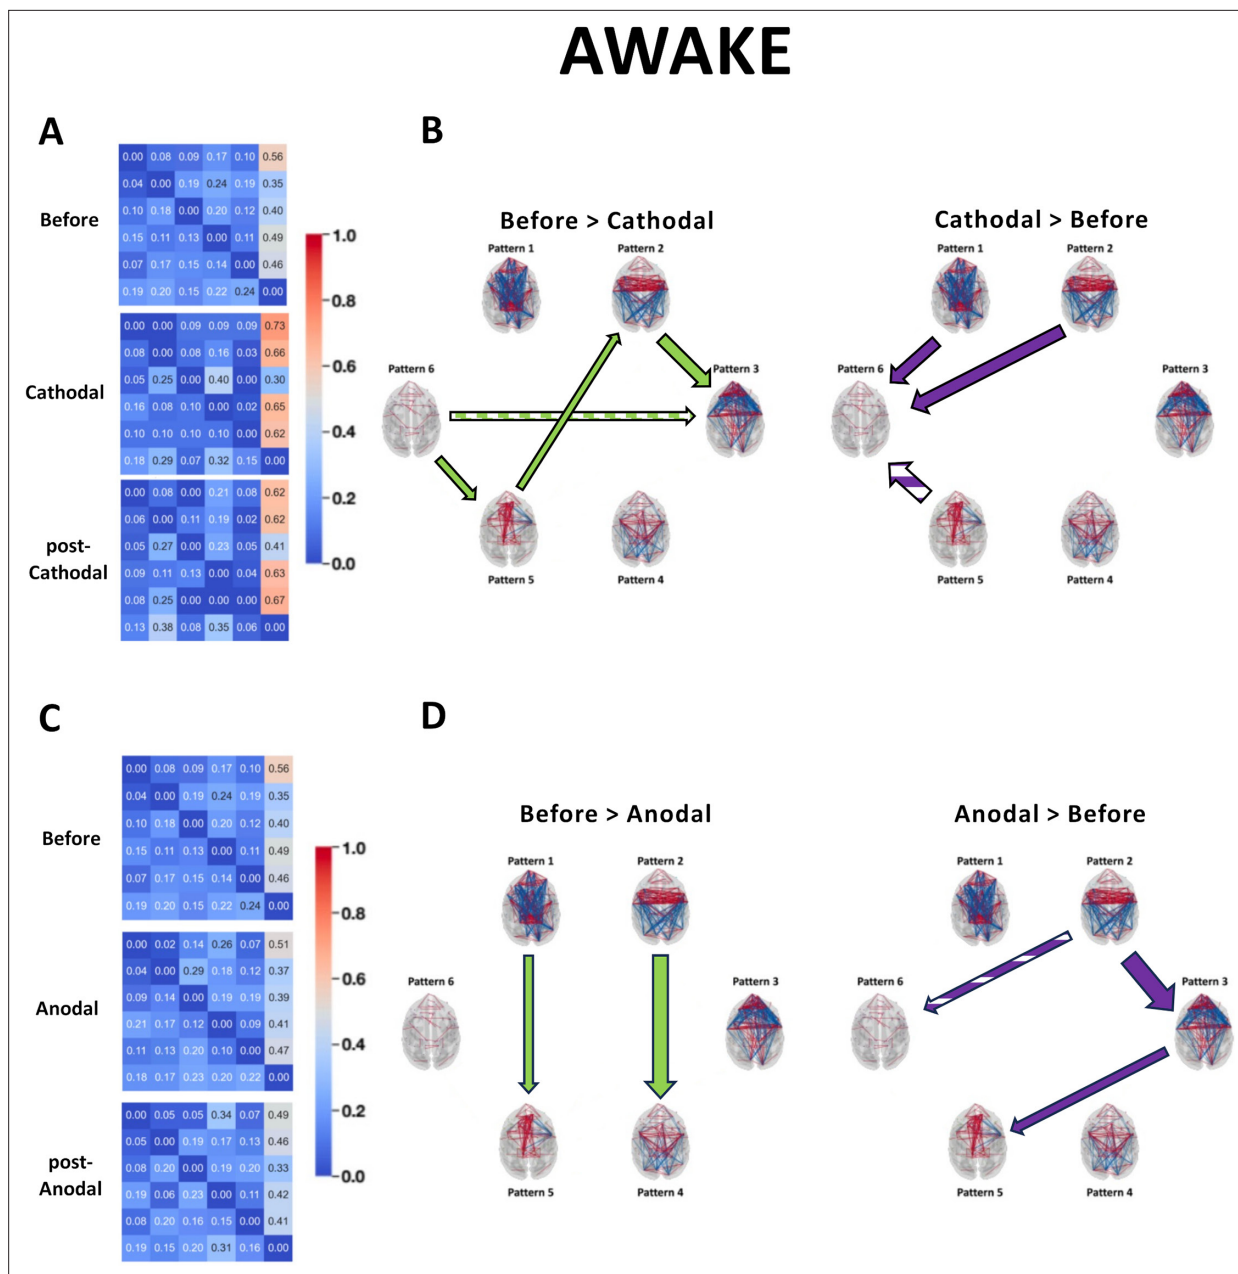 AWAKE
A
Before
0.00 0.08 0.09 0.17 0.10 0.56
0.04 0.00 0.19 0.24 0.19 0.35
0.10 0.18 0.00 0.20 0.12 0.40
0.15 0.11 0.13 0.00 0.11 0.49
0.07 0.17 0.15 0.14 0.00 0.46
0.19 0.20 0.15 0.22 0.24 0.00
Cathodal
0.00 0.00 0.09 0.09 0.09 0.73
0.08 0.00 0.08 0.16 0.03 0.66
0.05 0.25 0.00 0.40 0.00 0.30
0.16 0.08 0.10 0.00 0.02 0.65
0.10 0.10 0.10 0.10 0.00 0.62
0.18 0.29 0.07 0.32 0.15 0.00
post-
Cathodal
0.00 0.08 0.00 0.21 0.08 0.62
0.06 0.00 0.11 0.19 0.02 0.62
0.05 0.27 0.00 0.23 0.05 0.41
0.09 0.11 0.13 0.00 0.04 0.63
0.08 0.25 0.00 0.00 0.00 0.67
0.13 0.38 0.08 0.35 0.06 0.00
1.0
0.8
0.6
0.4
0.2
0.0
B
Before > Cathodal
Pattern 1
Pattern 2
Pattern 6
Pattern 3
Pattern 5
Pattern 4
Cathodal > Before
Pattern 1
Pattern 2
Pattern 6
Pattern 3
Pattern 5
Pattern 4
C
Before
0.00 0.08 0.09 0.17 0.10 0.56
0.04 0.00 0.19 0.24 0.19 0.35
0.10 0.18 0.00 0.20 0.12 0.40
0.15 0.11 0.13 0.00 0.11 0.49
0.07 0.17 0.15 0.14 0.00 0.46
0.19 0.20 0.15 0.22 0.24 0.00
Anodal
0.00 0.02 0.14 0.26 0.07 0.51
0.04 0.00 0.29 0.18 0.12 0.37
0.09 0.14 0.00 0.19 0.19 0.39
0.21 0.17 0.12 0.00 0.09 0.41
0.11 0.13 0.20 0.10 0.00 0.47
0.18 0.17 0.23 0.20 0.22 0.00
post-
Anodal
0.00 0.05 0.05 0.34 0.07 0.49
0.05 0.00 0.19 0.17 0.13 0.46
0.08 0.20 0.00 0.19 0.20 0.33
0.19 0.06 0.23 0.00 0.11 0.42
0.08 0.20 0.16 0.15 0.00 0.41
0.19 0.15 0.20 0.31 0.16 0.00
1.0
0.8
0.6
0.4
0.2
0.0
D
Before > Anodal
Pattern 1
Pattern 2
Pattern 6
Pattern 3
Pattern 5
Pattern 4
Anodal > Before
Pattern 1
Pattern 2
Pattern 6
Pattern 3
Pattern 5
Pattern 4